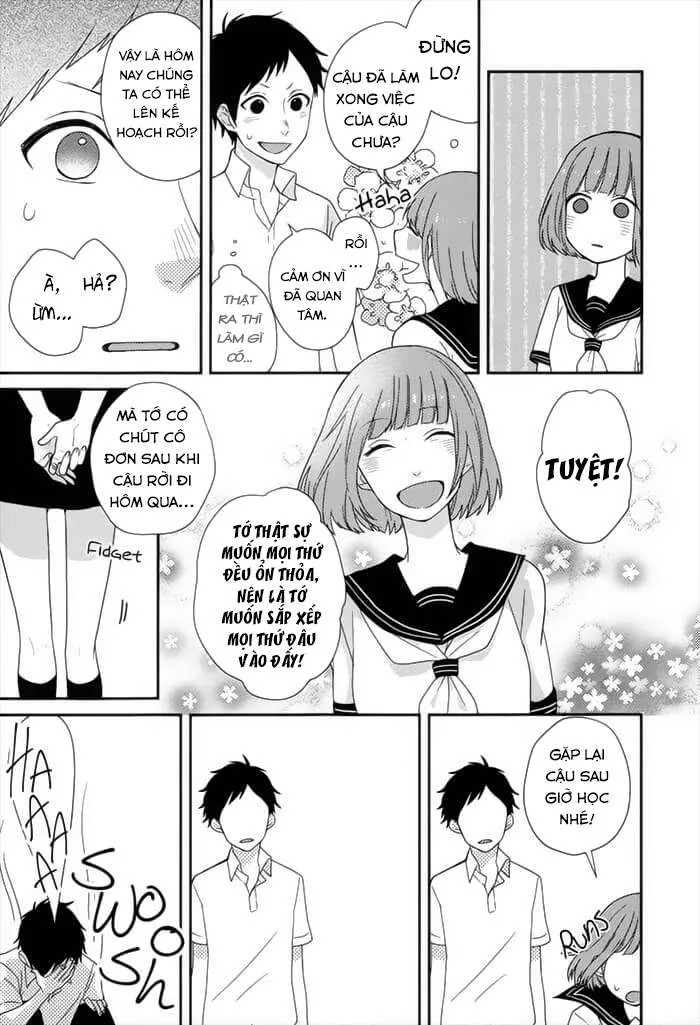 ĐỪNG
LO!
CẬU ĐÃ LÀM
XONG VIỆC
CỦA CẬU
CHƯA?
Haha
RỒI
CẢM ƠN VÌ
ĐÃ QUAN
TÂM.
THẬT
RA THÌ
LÀM GÌ
CÓ...
VẬY LÀ HÔM
NAY CHÚNG
TA CÓ THỂ
LÊN KẾ
HOẠCH RỒI?
À, HẢ?
ỪM...
TUYỆT!
TỚ THẬT SỰ
MUỐN MỌI THỨ
ĐỀU ỔN THỎA,
NÊN LÀ TỚ
MUỐN SẮP XẾP
MỌI THỨ ĐÂU
VÀO ĐẤY!
MÀ TỚ CÓ
CHÚT CÔ
ĐƠN SAU KHI
CẬU RỜI ĐI
HÔM QUA...
Fidget
GẶP LẠI
CẬU SAU
GIỜ HỌC
NHÉ!
Runs
HAAAAA
SWOOSH